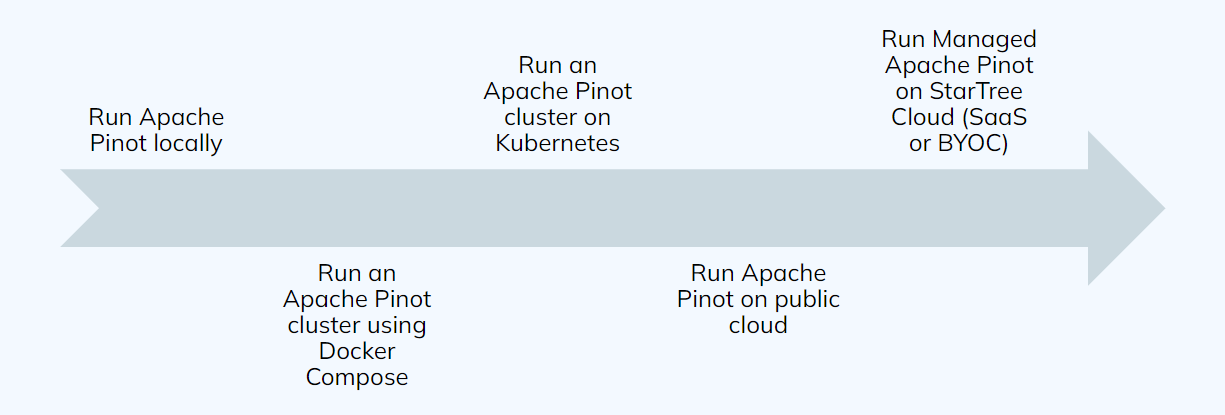 Run Apache
Pinot locally
Run an
Apache Pinot
cluster using
Docker
Compose
Run an
Apache Pinot
cluster on
Kubernetes
Run Apache
Pinot on public
cloud
Run Managed
Apache Pinot
on StarTree
Cloud (SaaS
or BYOC)